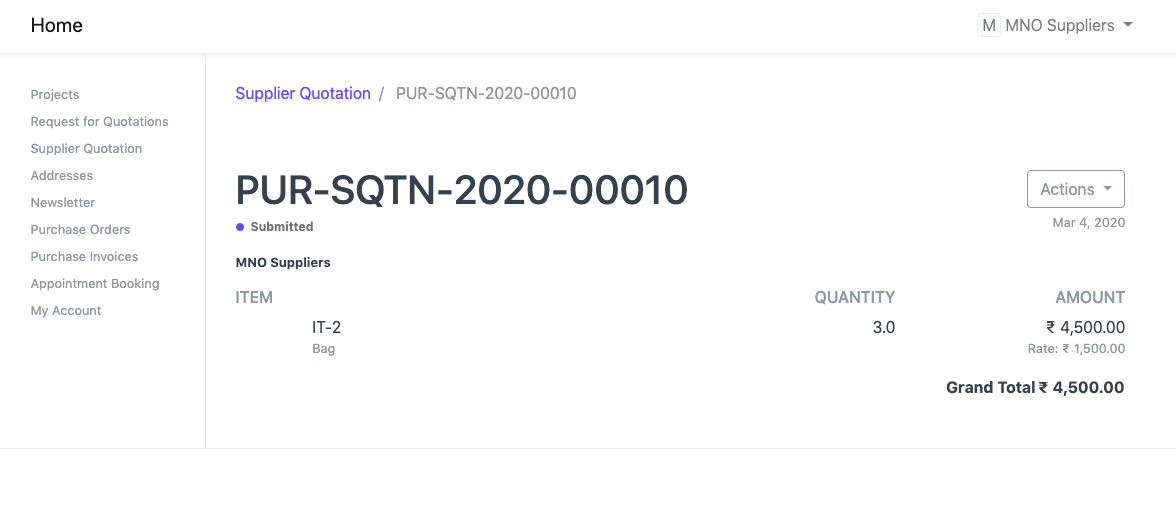 Home
M MNO Suppliers
Projects
Request for Quotations
Supplier Quotation
Addresses
Newsletter
Purchase Orders
Purchase Invoices
Appointment Booking
My Account
Supplier Quotation / PUR-SQTN-2020-00010
PUR-SQTN-2020-00010
Actions
Submitted
Mar 4, 2020
MNO Suppliers
ITEM QUANTITY AMOUNT
IT-2 3.0 ₹ 4,500.00
Bag Rate: ₹ 1,500.00
Grand Total ₹ 4,500.00